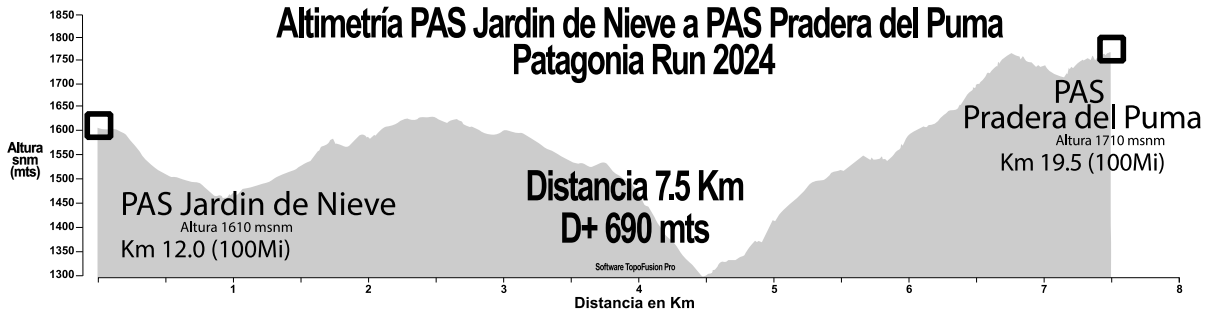 Altimetría PAS Jardin de Nieve a PAS Pradera del Puma
Patagonia Run 2024
1850
1800
1750
1700
1650
1600
1550
1500
1450
1400
1350
1300
Altura
snm
(mts)
PAS
Pradera del Puma
Altura 1710 msnm
Km 19.5 (100Mi)
PAS Jardin de Nieve
Altura 1610 msnm
Km 12.0 (100Mi)
Distancia 7.5 Km
D+ 690 mts
Software TopoFusion Pro
1 2 3 4 5 6 7 8
Distancia en Km